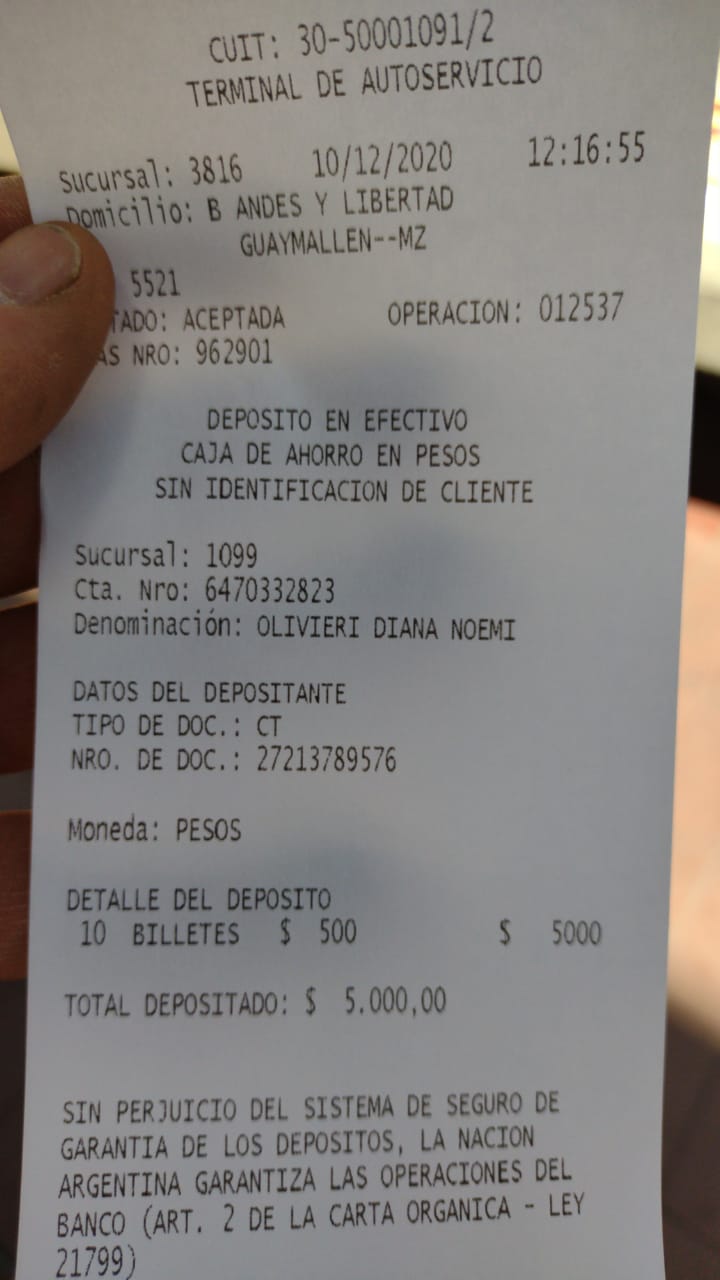 CUIT: 30-50001091/2
TERMINAL DE AUTOSERVICIO
Sucursal: 3816 10/12/2020 12:16:55
Domicilio: B ANDES Y LIBERTAD
GUAYMALLEN--MZ
5521
TADO: ACEPTADA OPERACION: 012537
AS NRO: 962901
DEPOSITO EN EFECTIVO
CAJA DE AHORRO EN PESOS
SIN IDENTIFICACION DE CLIENTE
Sucursal: 1099
Cta. Nro: 6470332823
Denominación: OLIVIERI DIANA NOEMI
DATOS DEL DEPOSITANTE
TIPO DE DOC.: CT
NRO. DE DOC.: 27213789576
Moneda: PESOS
DETALLE DEL DEPOSITO
10 BILLETES $ 500 $ 5000
TOTAL DEPOSITADO: $ 5.000,00
SIN PERJUICIO DEL SISTEMA DE SEGURO DE
GARANTIA DE LOS DEPOSITOS, LA NACION
ARGENTINA GARANTIZA LAS OPERACIONES DEL
BANCO (ART. 2 DE LA CARTA ORGANICA - LEY
21799)